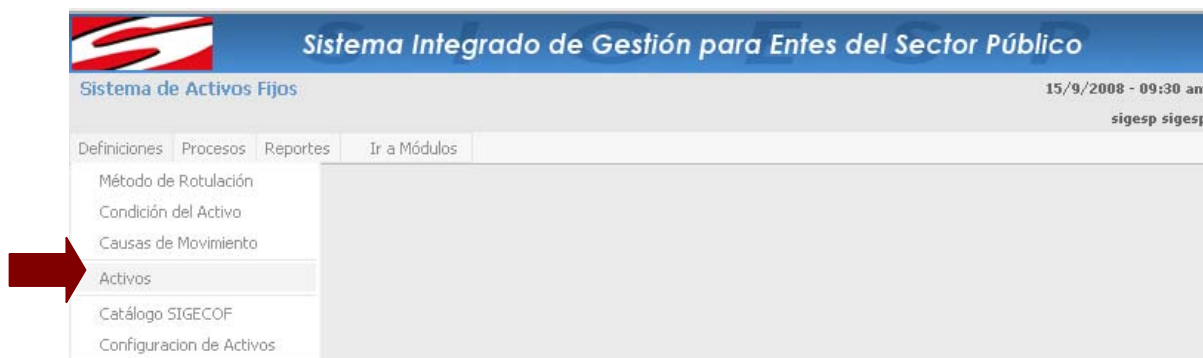 Sistema Integrado de Gestión para Entes del Sector Público
Sistema de Activos Fijos
15/9/2008 - 09:30 am
sigesp sigesp
Definiciones Procesos Reportes Ir a Módulos
Método de Rotulación
Condición del Activo
Causas de Movimiento
Activos
Catálogo SIGECOF
Configuracion de Activos